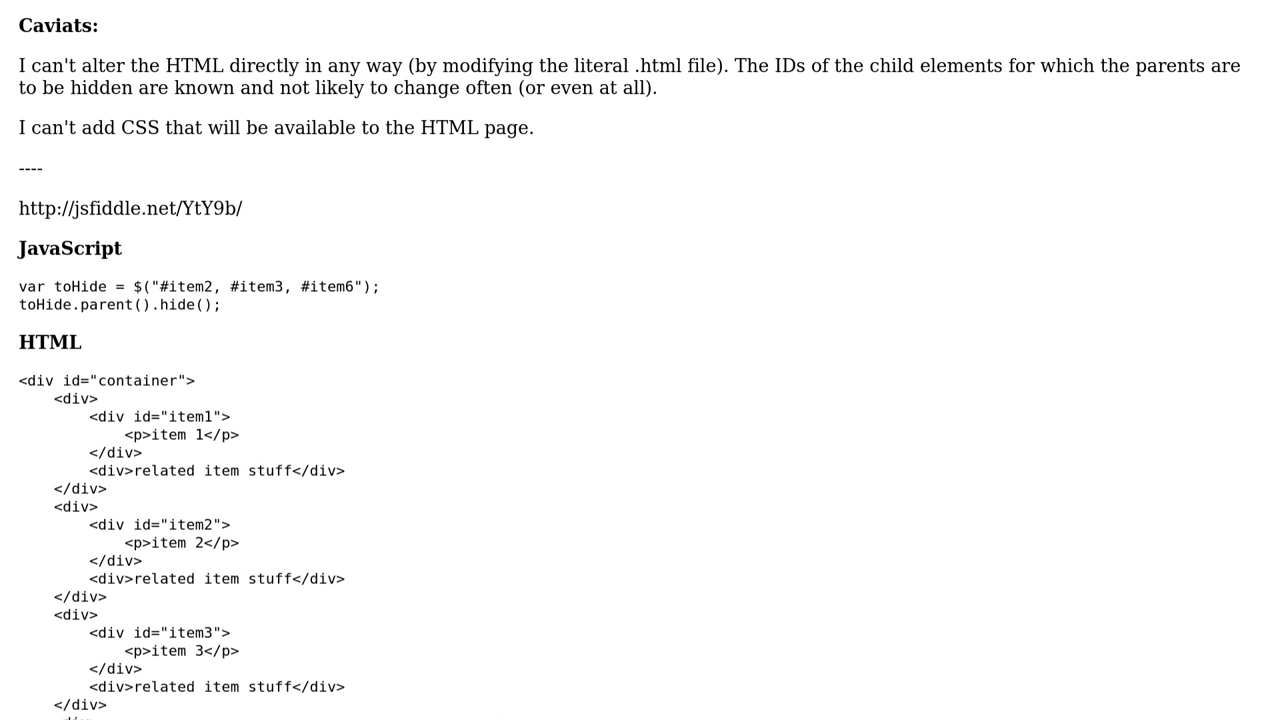 Caviats:
I can't alter the HTML directly in any way (by modifying the literal .html file). The IDs of the child elements for which the parents are
to be hidden are known and not likely to change often (or even at all).
I can't add CSS that will be available to the HTML page.
----
http://jsfiddle.net/YtY9b/
JavaScript
var toHide = $("#item2, #item3, #item6");
toHide.parent().hide();
HTML
<div id="container">
    <div>
        <div id="item1">
            <p>item 1</p>
        </div>
        <div>related item stuff</div>
    </div>
    <div>
        <div id="item2">
            <p>item 2</p>
        </div>
        <div>related item stuff</div>
    </div>
    <div>
        <div id="item3">
            <p>item 3</p>
        </div>
        <div>related item stuff</div>
    </div>